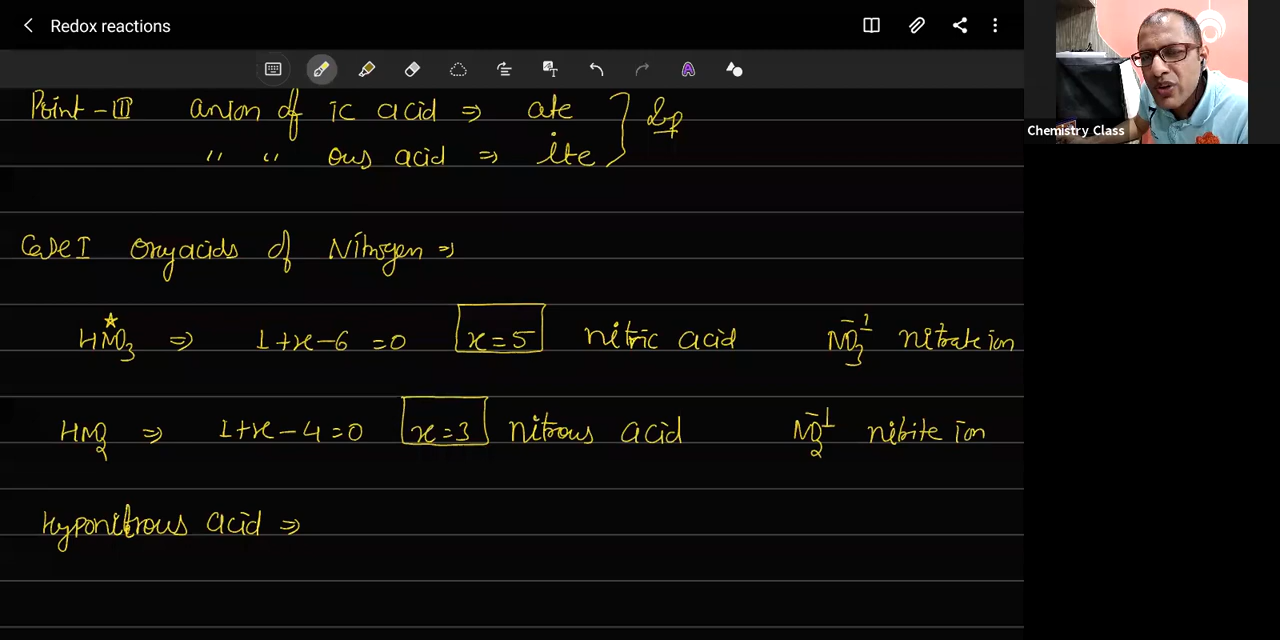 Redox reactions
Chemistry Class
Point - II anion of ic acid ⇒ ate
" " ous acid ⇒ ite
Case I Oxyacids of Nitrogen ⇒
HNO3 ⇒ 1+x-6=0 x=5 nitric acid NO3^-1 nitrate ion
HNO2 ⇒ 1+x-4=0 x=3 nitrous acid NO2^-1 nitrite ion
Hyponitrous acid ⇒